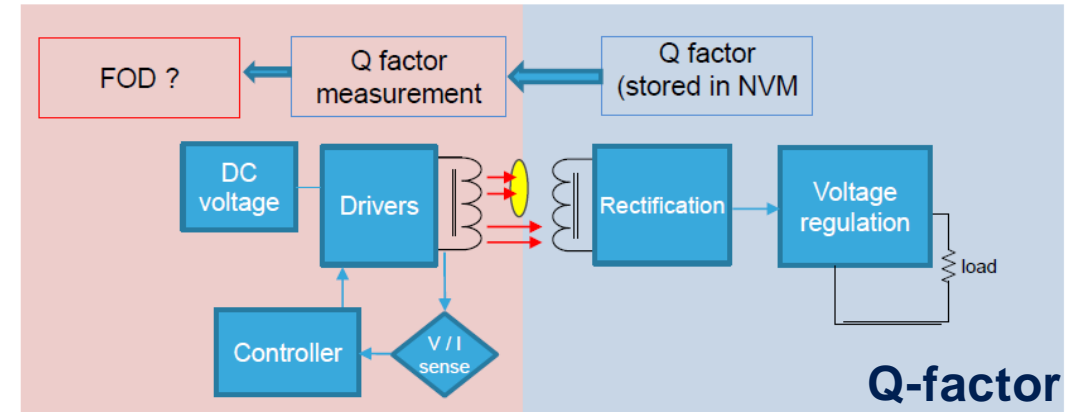 FOD ?
Q factor
measurement
Q factor
(stored in NVM
DC
voltage
Drivers
Rectification
Voltage
regulation
load
Controller
V / I
sense
Q-factor